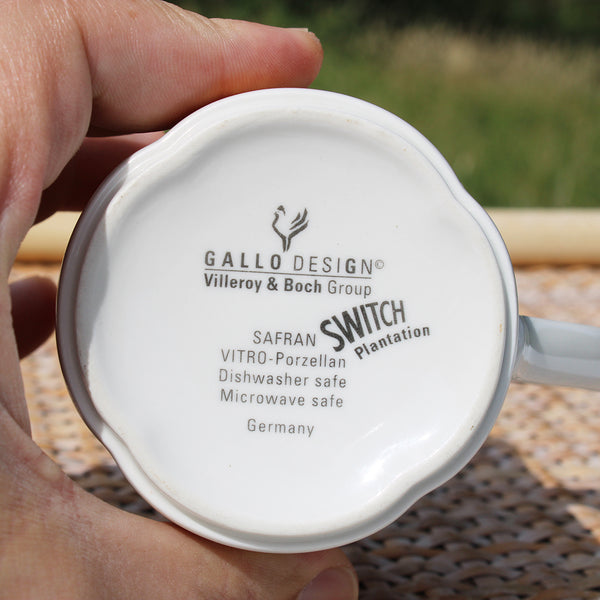 GALLO DESIGN©
Villeroy & Boch Group
SAFRAN SWITCH
Plantation
VITRO-Porzellan
Dishwasher safe
Microwave safe
Germany